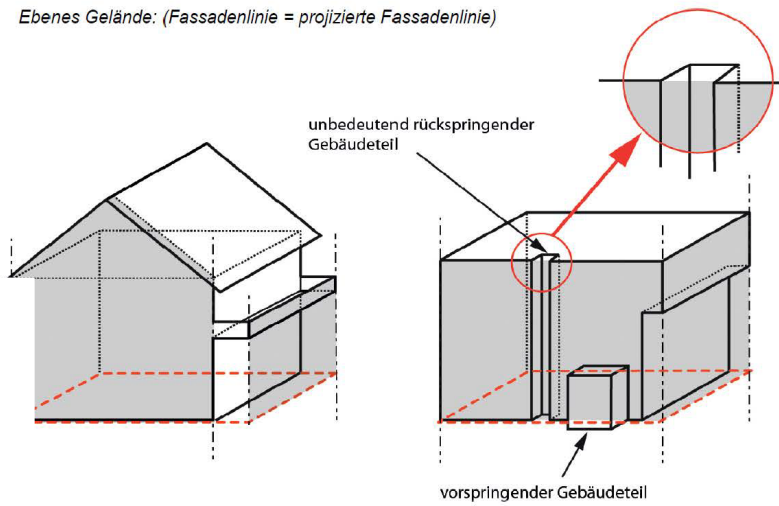 Ebenes Gelände: (Fassadenlinie = projizierte Fassadenlinie)
unbedeutend rückspringender
Gebäudeteil
vorspringender Gebäudeteil